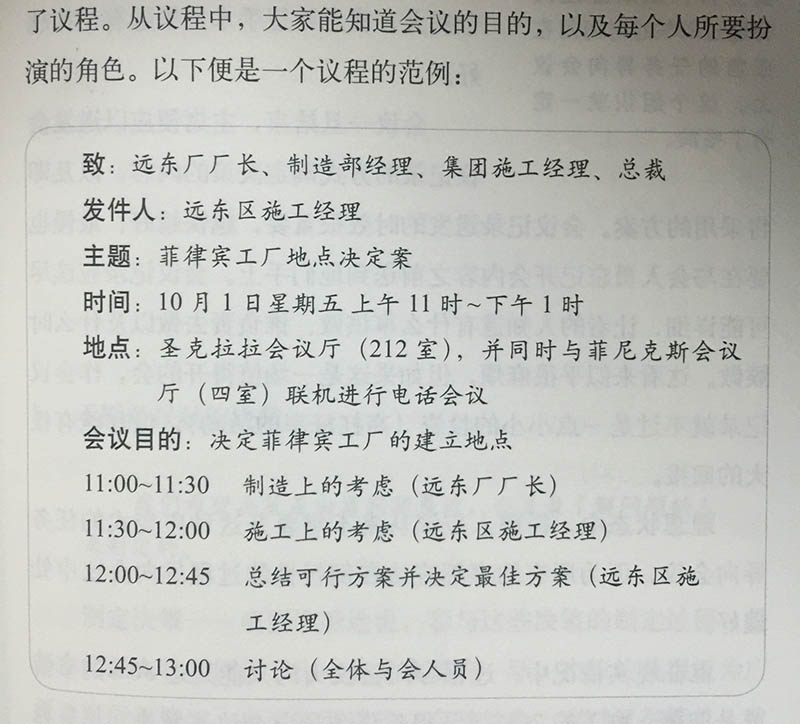 了议程。从议程中，大家能知道会议的目的，以及每个人所要扮
演的角色。以下便是一个议程的范例：
致：远东厂厂长、制造部经理、集团施工经理、总裁
发件人：远东区施工经理
主题：菲律宾工厂地点决定案
时间：10月1日星期五 上午11时~下午1时
地点：圣克拉拉会议厅（212室），并同时与菲尼克斯会议
厅（四室）联机进行电话会议
会议目的：决定菲律宾工厂的建立地点
11:00~11:30 制造上的考虑（远东厂厂长）
11:30~12:00 施工上的考虑（远东区施工经理）
12:00~12:45 总结可行方案并决定最佳方案（远东区施
工经理）
12:45~13:00 讨论（全体与会人员）